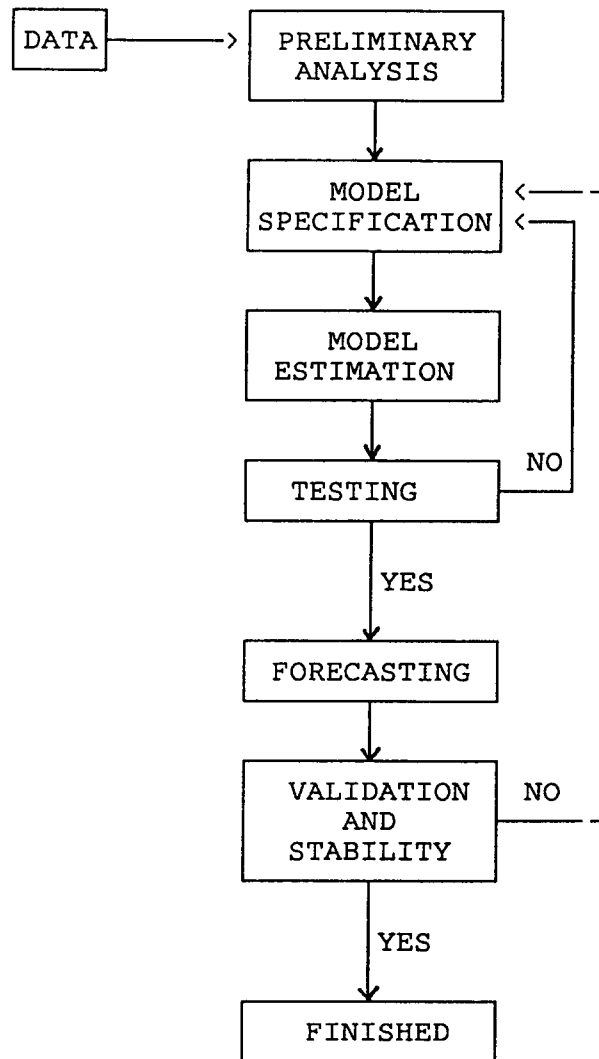 DATA
PRELIMINARY
ANALYSIS
MODEL
SPECIFICATION
MODEL
ESTIMATION
TESTING
NO
YES
FORECASTING
VALIDATION
AND
STABILITY
NO
YES
FINISHED